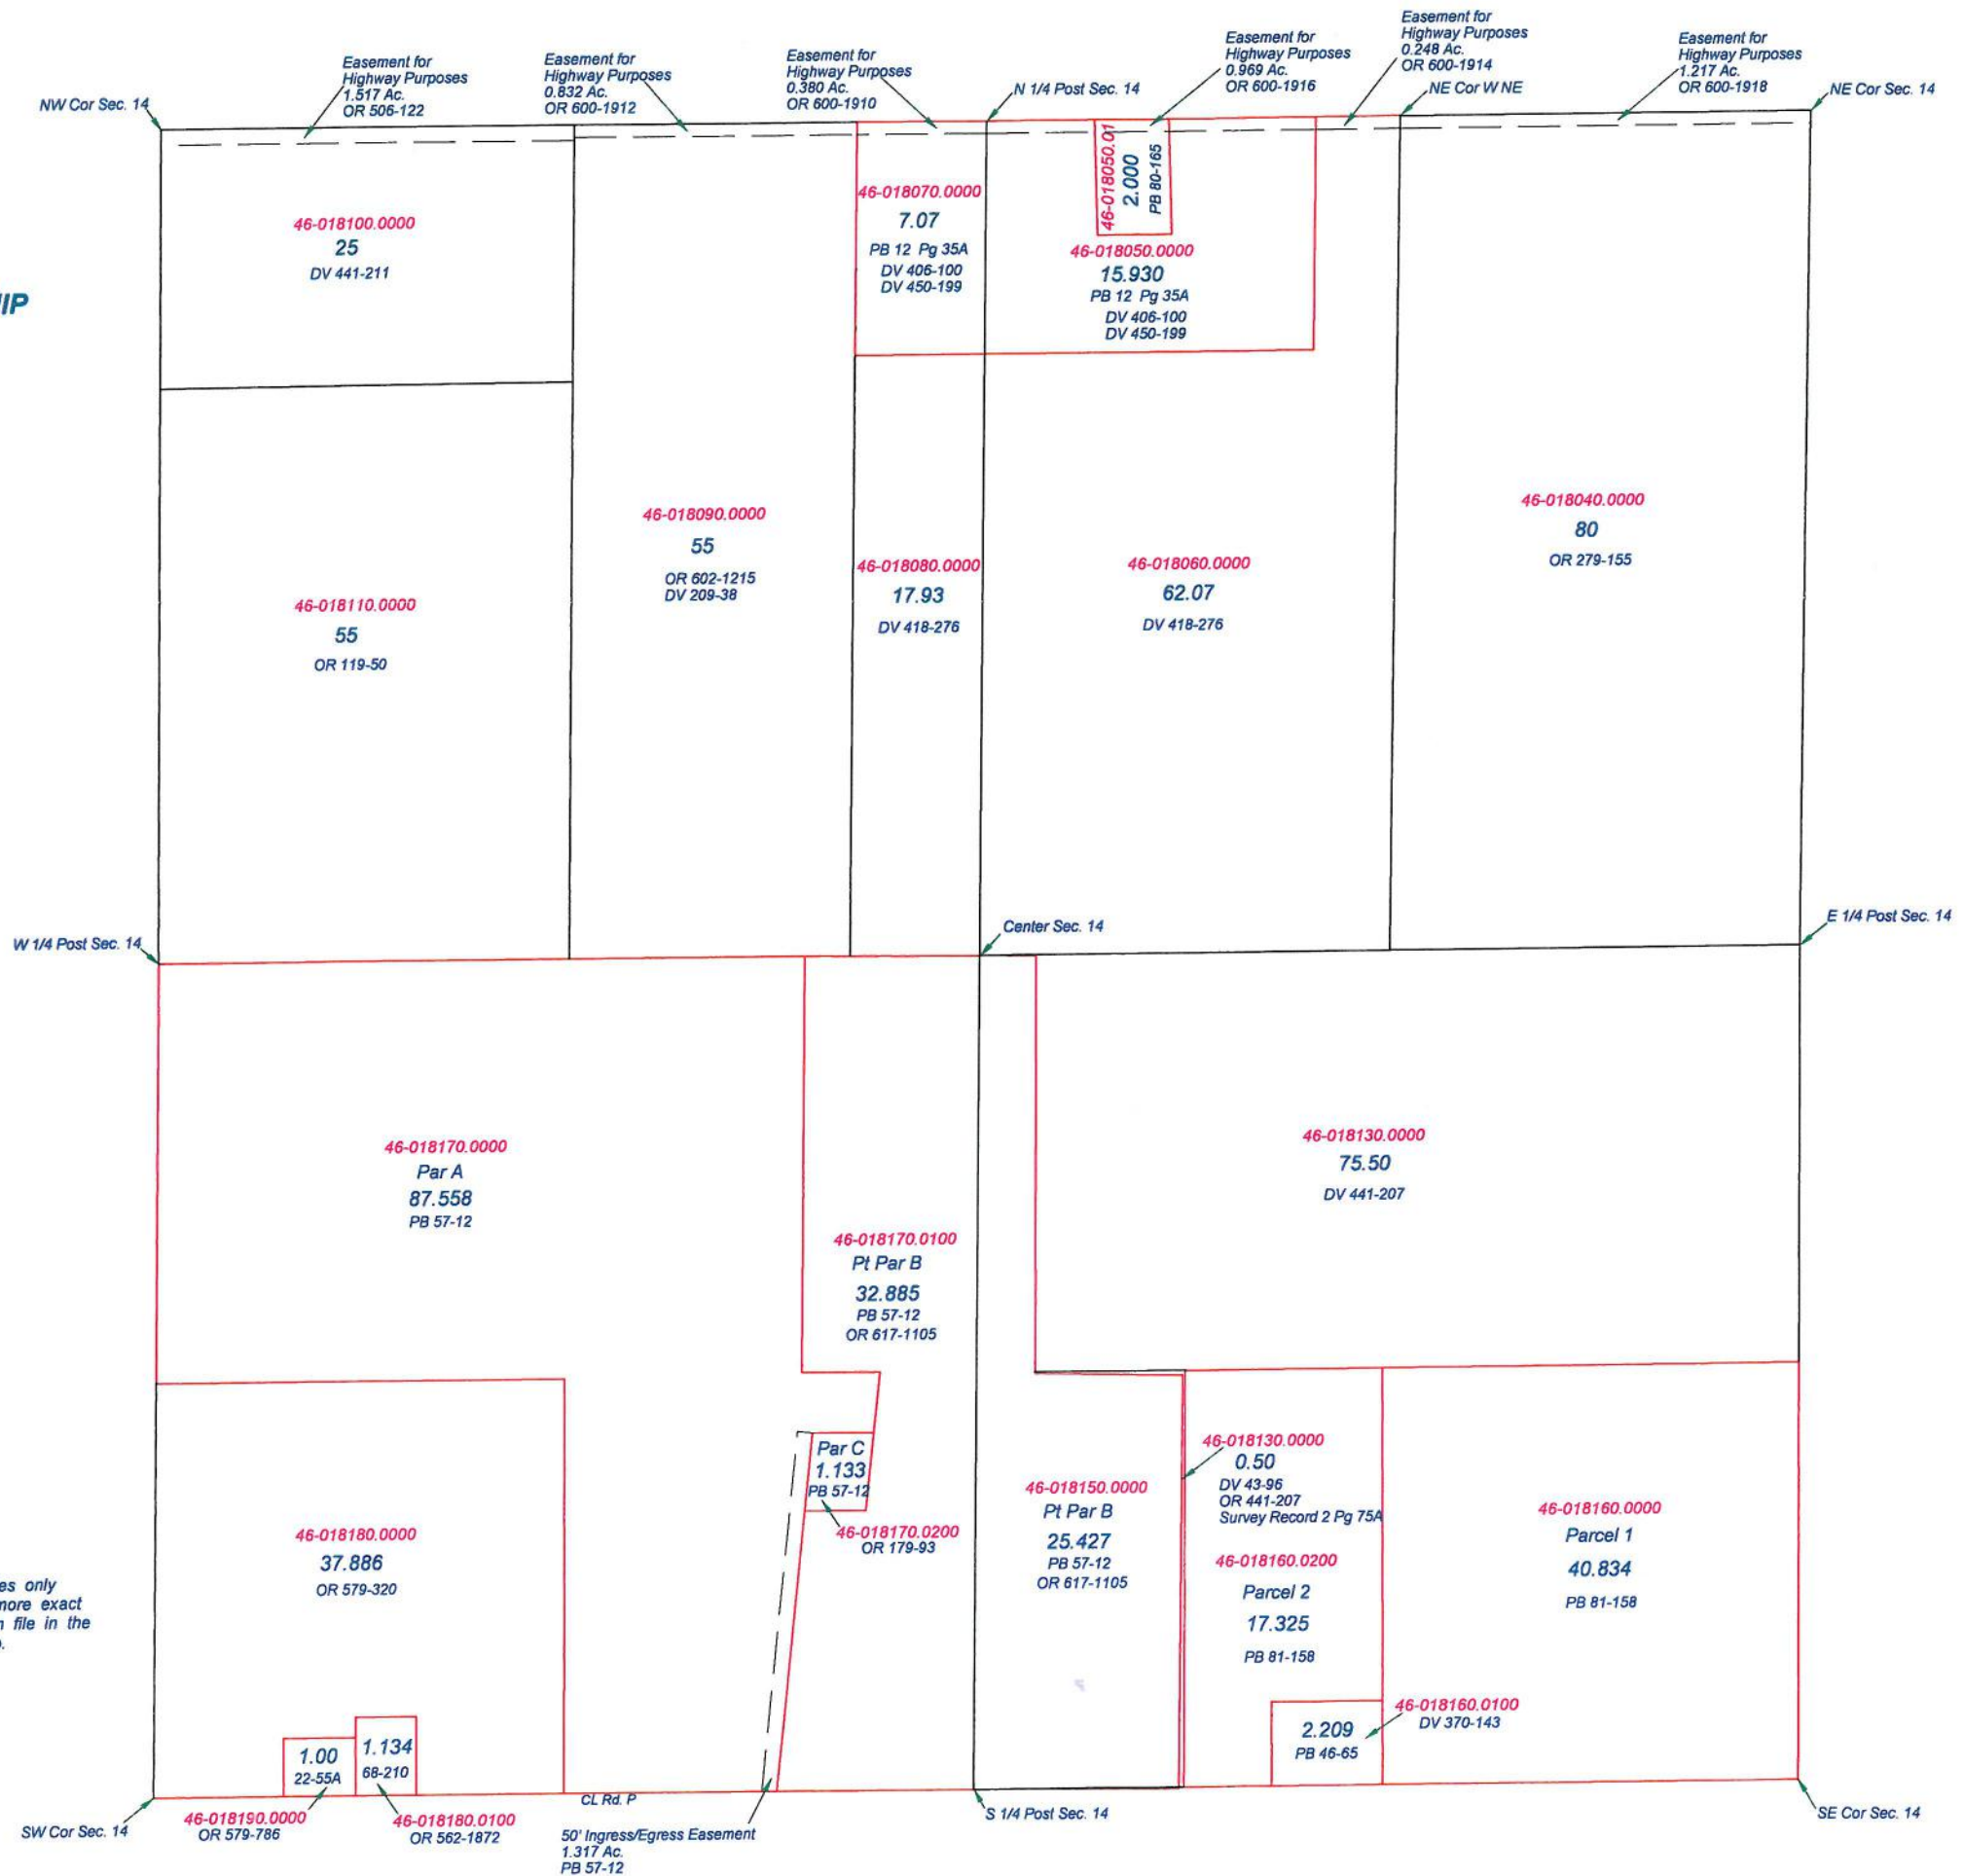 Easement for
Highway Purposes
1.517 Ac.
OR 506-122
Easement for
Highway Purposes
0.832 Ac.
OR 600-1912
Easement for
Highway Purposes
0.380 Ac.
OR 600-1910
Easement for
Highway Purposes
0.969 Ac.
OR 600-1916
Easement for
Highway Purposes
0.248 Ac.
OR 600-1914
Easement for
Highway Purposes
1.217 Ac.
OR 600-1918
NW Cor Sec. 14
N 1/4 Post Sec. 14
NE Cor W NE
NE Cor Sec. 14
46-018100.0000
25
DV 441-211
46-018070.0000
7.07
PB 12 Pg 35A
DV 406-100
DV 450-199
46-018050.01
2.000
PB 80-165
46-018050.0000
15.930
PB 12 Pg 35A
DV 406-100
DV 450-199
46-018090.0000
55
OR 602-1215
DV 209-38
46-018040.0000
80
OR 279-155
46-018110.0000
55
OR 119-50
46-018080.0000
17.93
DV 418-276
46-018060.0000
62.07
DV 418-276
W 1/4 Post Sec. 14
Center Sec. 14
E 1/4 Post Sec. 14
46-018170.0000
Par A
87.558
PB 57-12
46-018130.0000
75.50
DV 441-207
46-018170.0100
Pt Par B
32.885
PB 57-12
OR 617-1105
Par C
1.133
PB 57-12
46-018170.0200
OR 179-93
46-018130.0000
0.50
DV 43-96
OR 441-207
Survey Record 2 Pg 75A
46-018150.0000
Pt Par B
25.427
PB 57-12
OR 617-1105
46-018160.0000
Parcel 1
40.834
PB 81-158
46-018180.0000
37.886
OR 579-320
46-018160.0200
Parcel 2
17.325
PB 81-158
only
more exact
file in the
46-018160.0100
DV 370-143
2.209
PB 46-65
1.00
22-55A
1.134
68-210
CL Rd. P
SW Cor Sec. 14
46-018190.0000
OR 579-786
46-018180.0100
OR 562-1872
50' Ingress/Egress Easement
1.317 Ac.
PB 57-12
S 1/4 Post Sec. 14
SE Cor Sec. 14